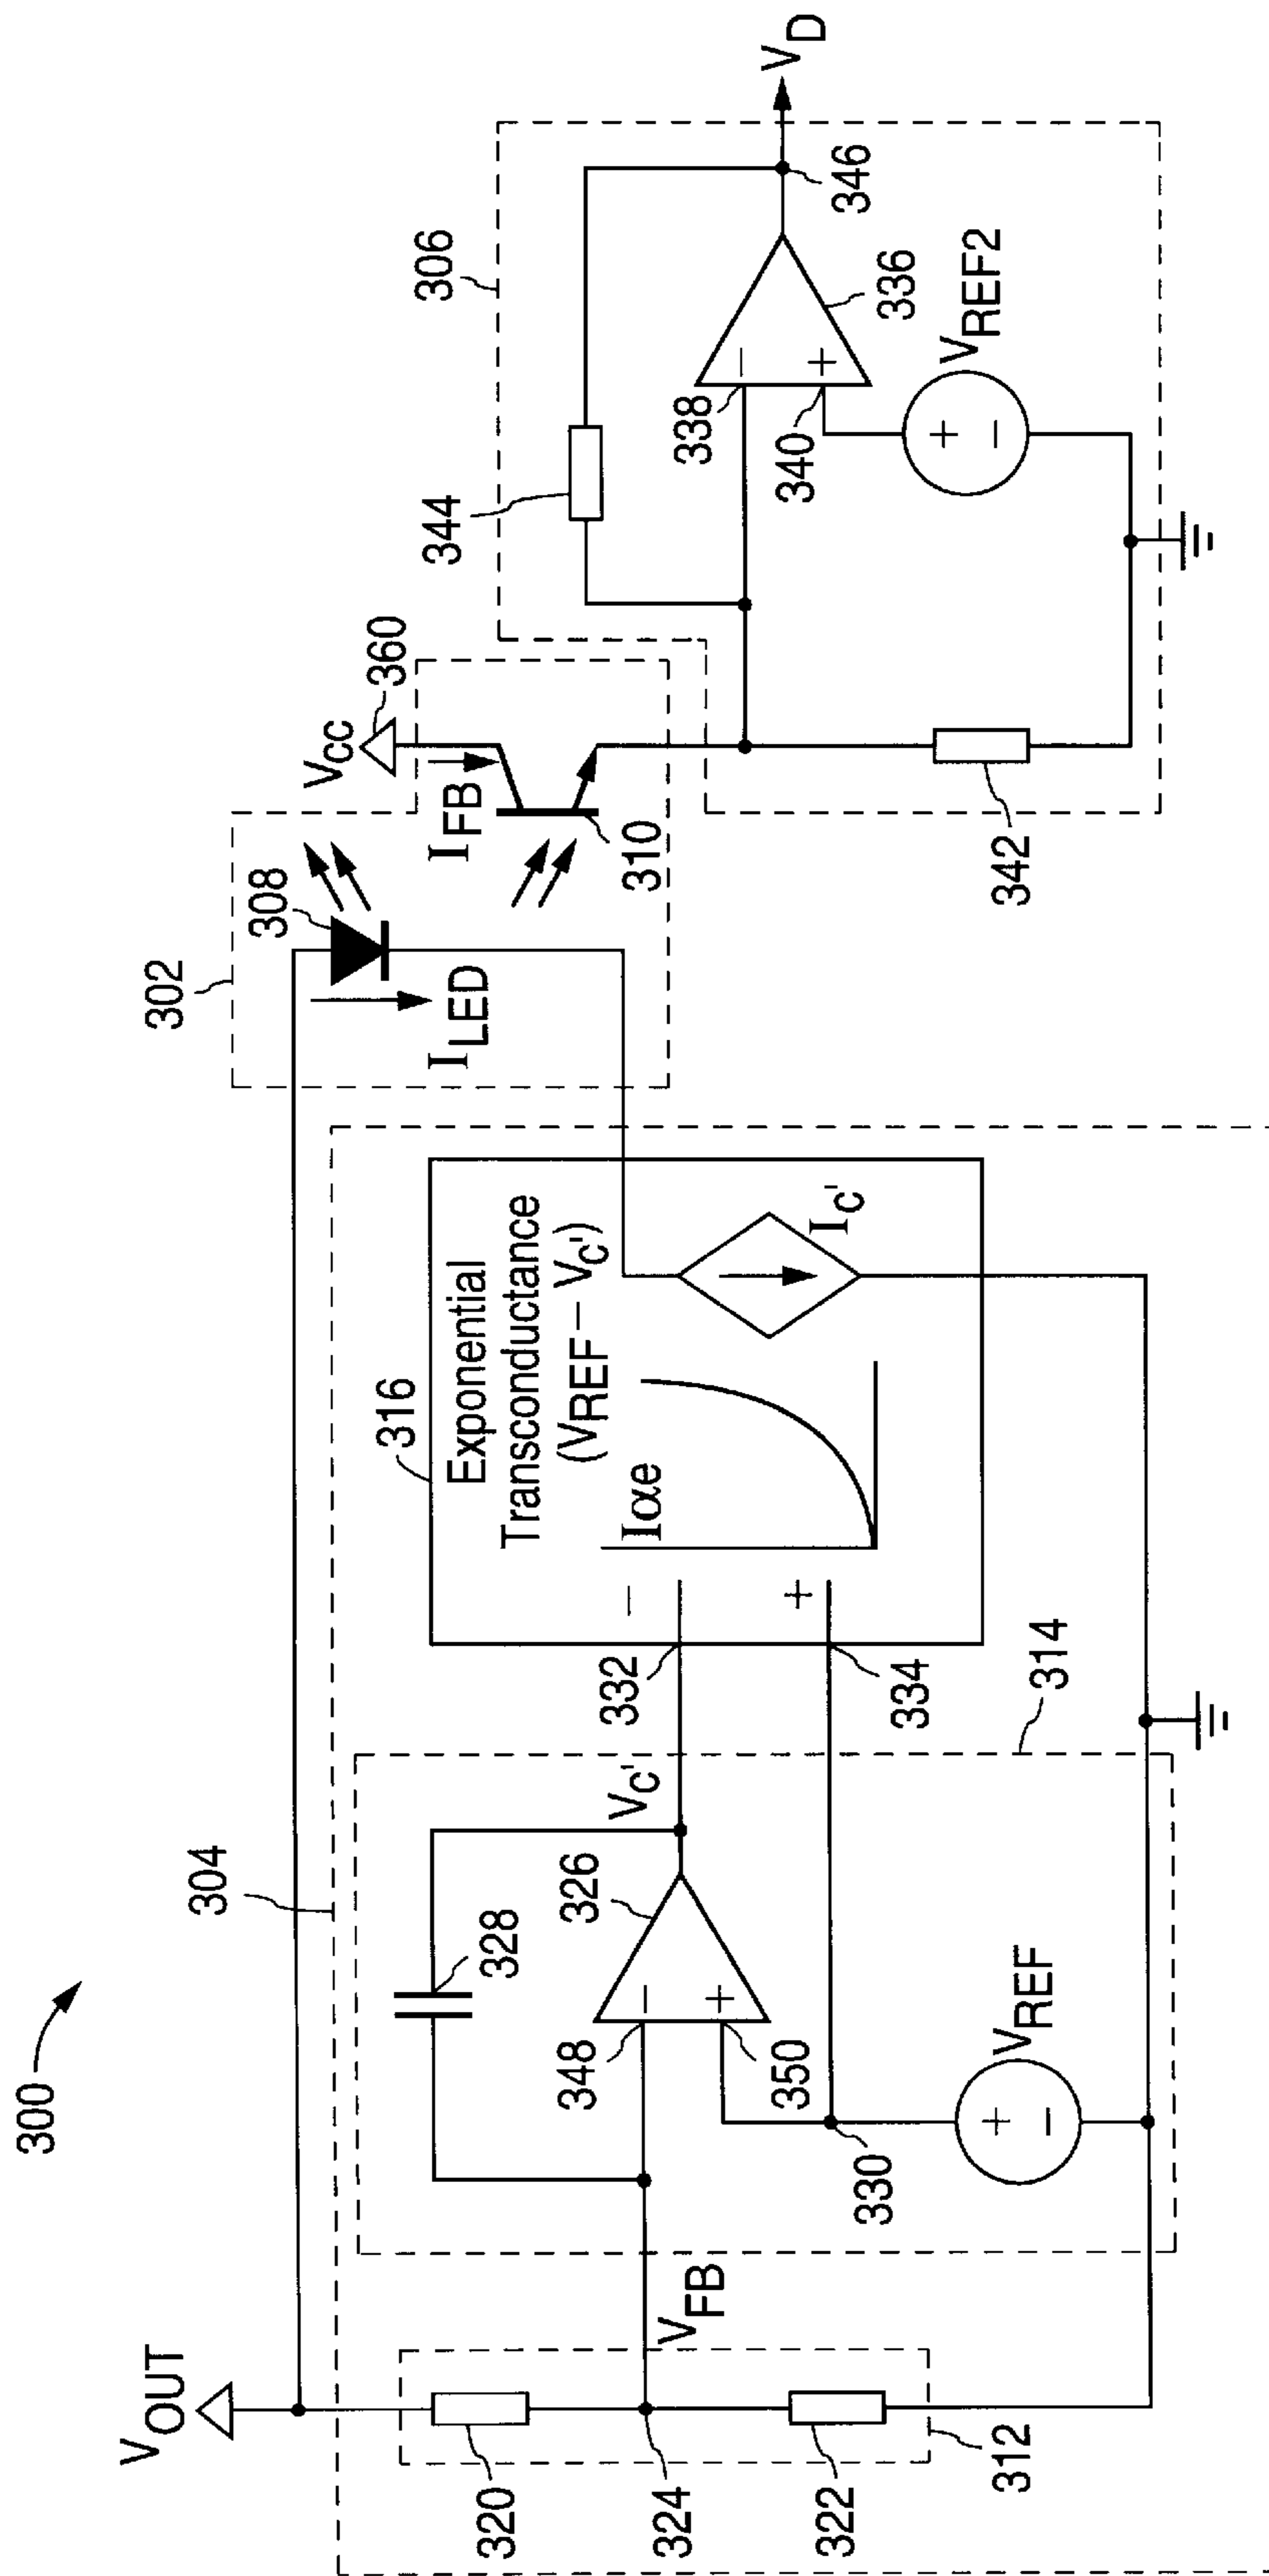 300
V_OUT
304
302
308
I_LED
V_CC
360
I_FB
310
306
344
338
340
336
346
V_D
V_REF2
342
316
Exponential
Transconductance
(V_REF – V_C')
Iαe
I_C'
–
+
332
334
314
328
326
V_C'
348
350
–
+
330
V_REF
+
–
V_FB
320
324
322
312
–
+
+
–